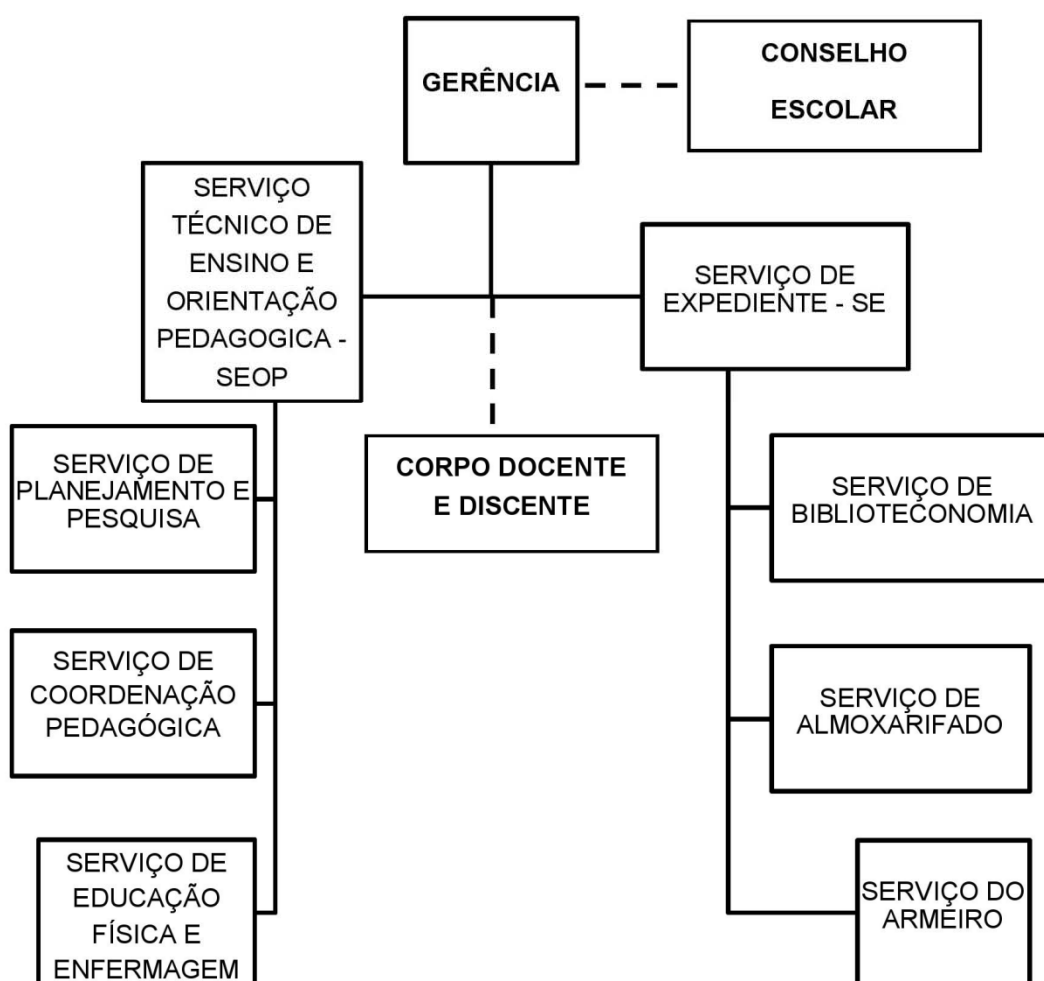 GERÊNCIA
CONSELHO
ESCOLAR
SERVIÇO
TÉCNICO DE
ENSINO E
ORIENTAÇÃO
PEDAGOGICA -
SEOP
SERVIÇO DE
EXPEDIENTE - SE
CORPO DOCENTE
E DISCENTE
SERVIÇO DE
PLANEJAMENTO E
PESQUISA
SERVIÇO DE
BIBLIOTECONOMIA
SERVIÇO DE
COORDENAÇÃO
PEDAGÓGICA
SERVIÇO DE
ALMOXARIFADO
SERVIÇO DE
EDUCAÇÃO
FÍSICA E
ENFERMAGEM
SERVIÇO DO
ARMEIRO